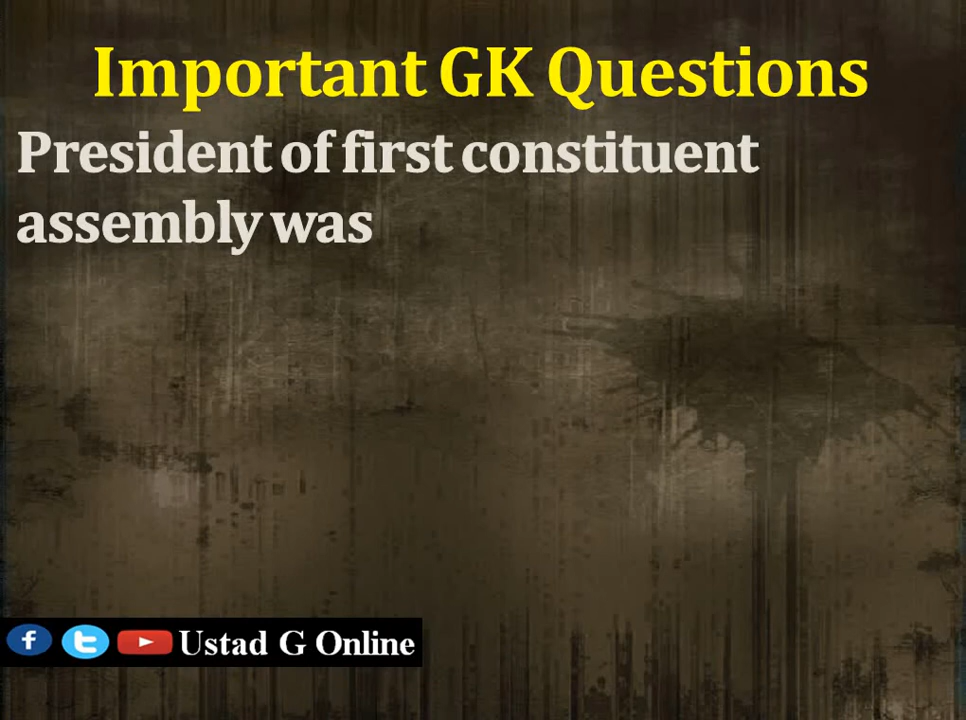 Important GK Questions
President of first constituent
assembly was
f
Ustad G Online